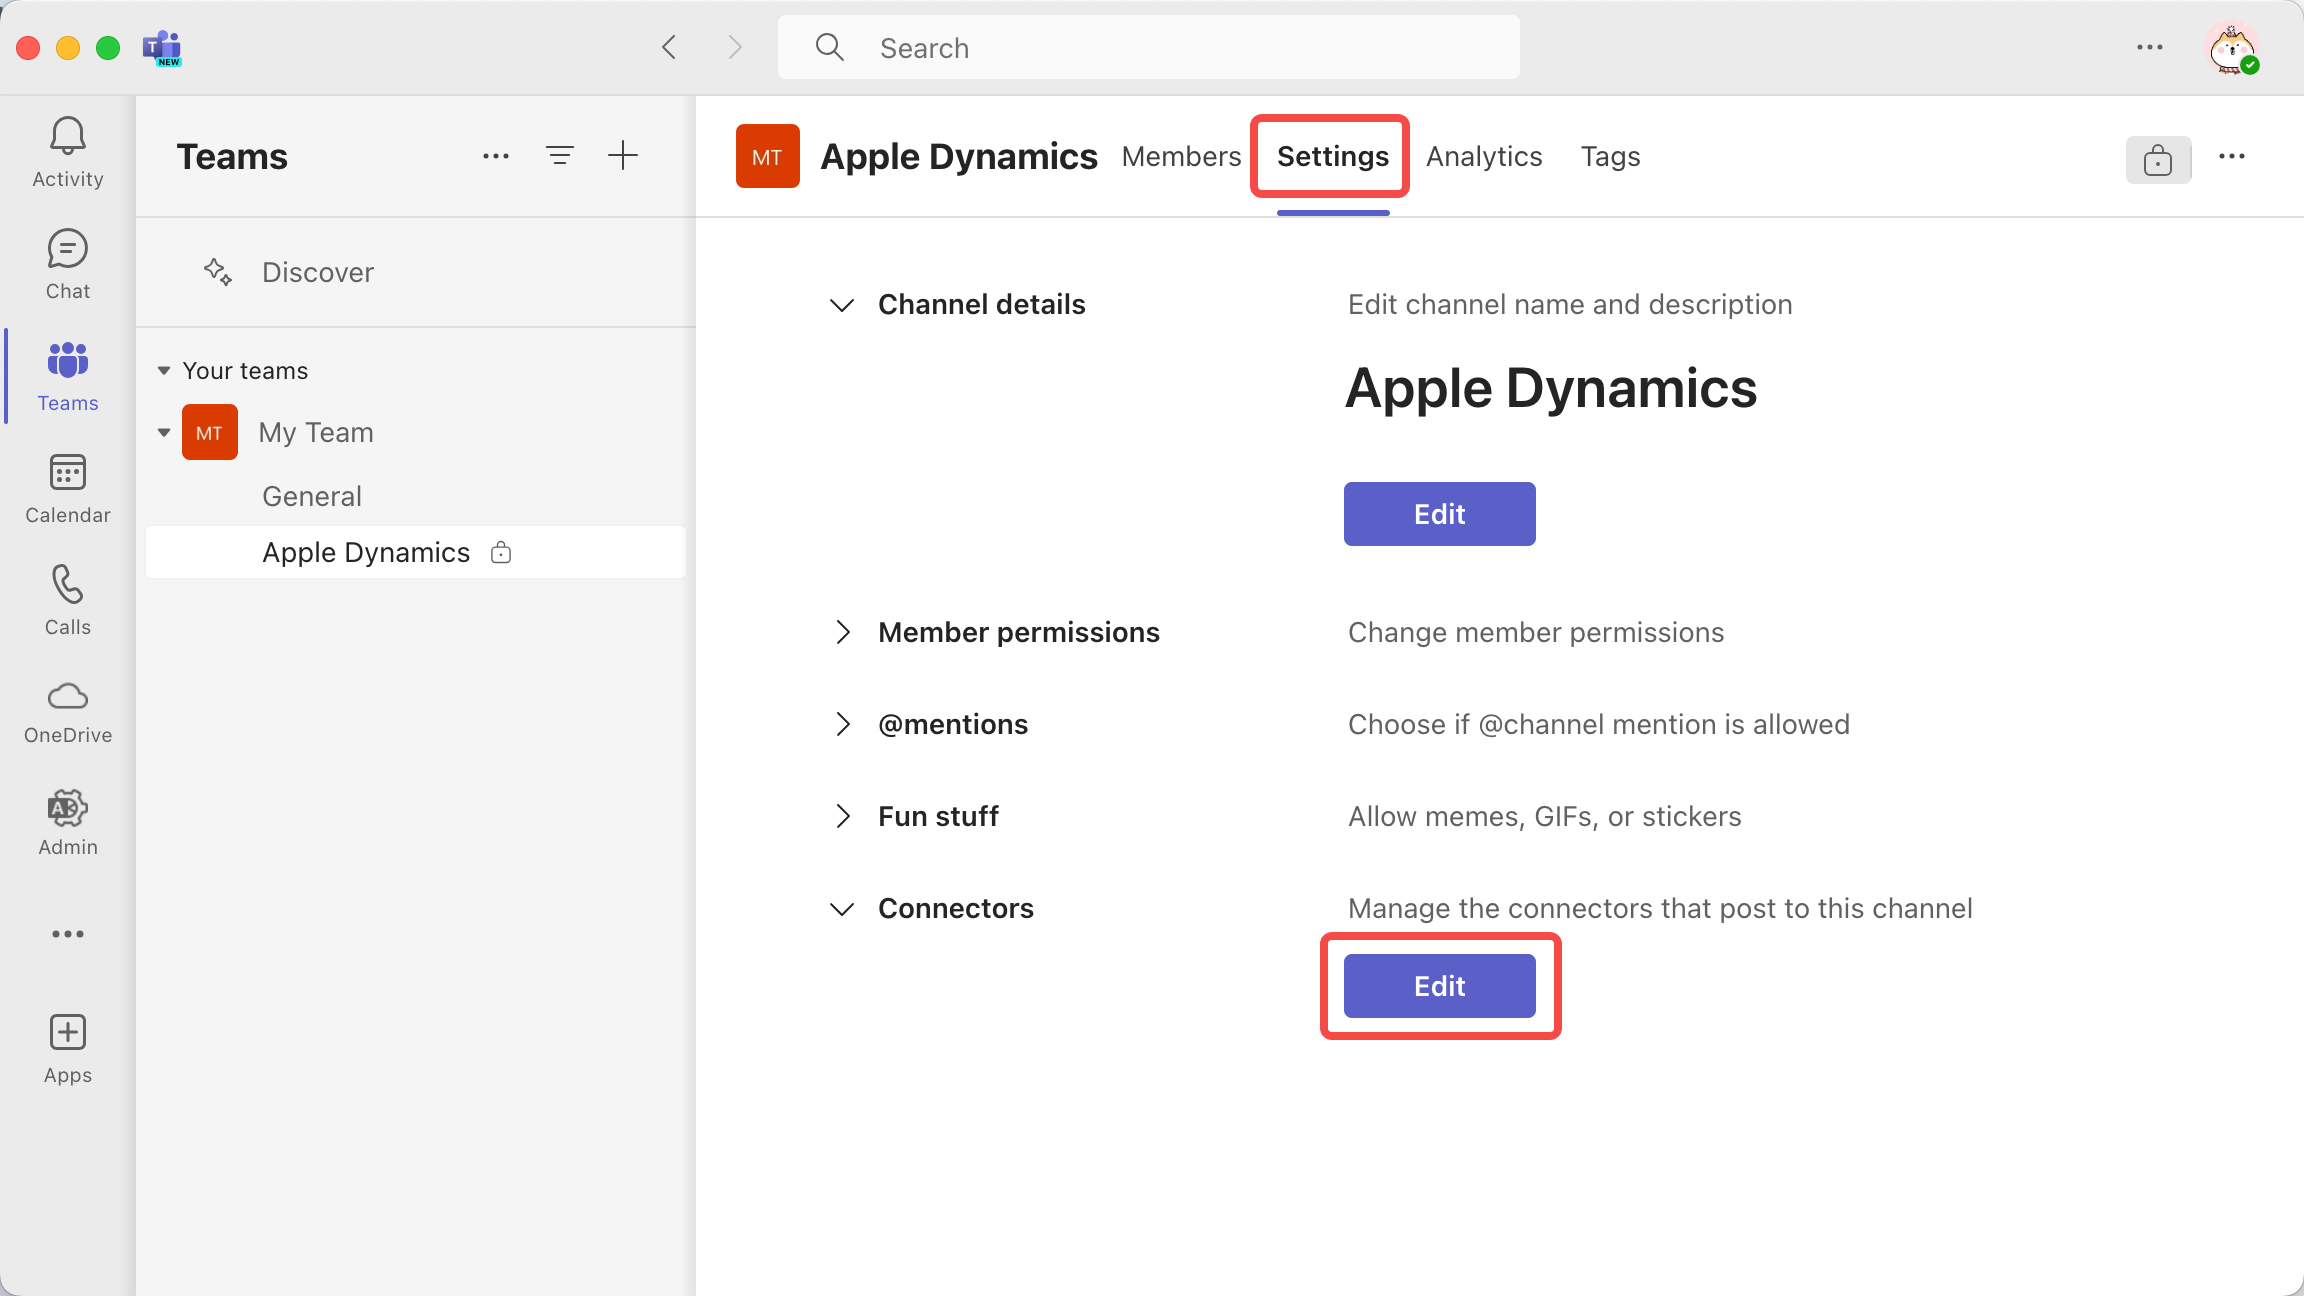 T
NEW
Search
Activity
Chat
Teams
Calendar
Calls
OneDrive
A
Admin
Apps
Teams
Discover
Your teams
MT
My Team
General
Apple Dynamics
MT
Apple Dynamics
Members
Settings
Analytics
Tags
Channel details
Edit channel name and description
Apple Dynamics
Edit
Member permissions
Change member permissions
@mentions
Choose if @channel mention is allowed
Fun stuff
Allow memes, GIFs, or stickers
Connectors
Manage the connectors that post to this channel
Edit